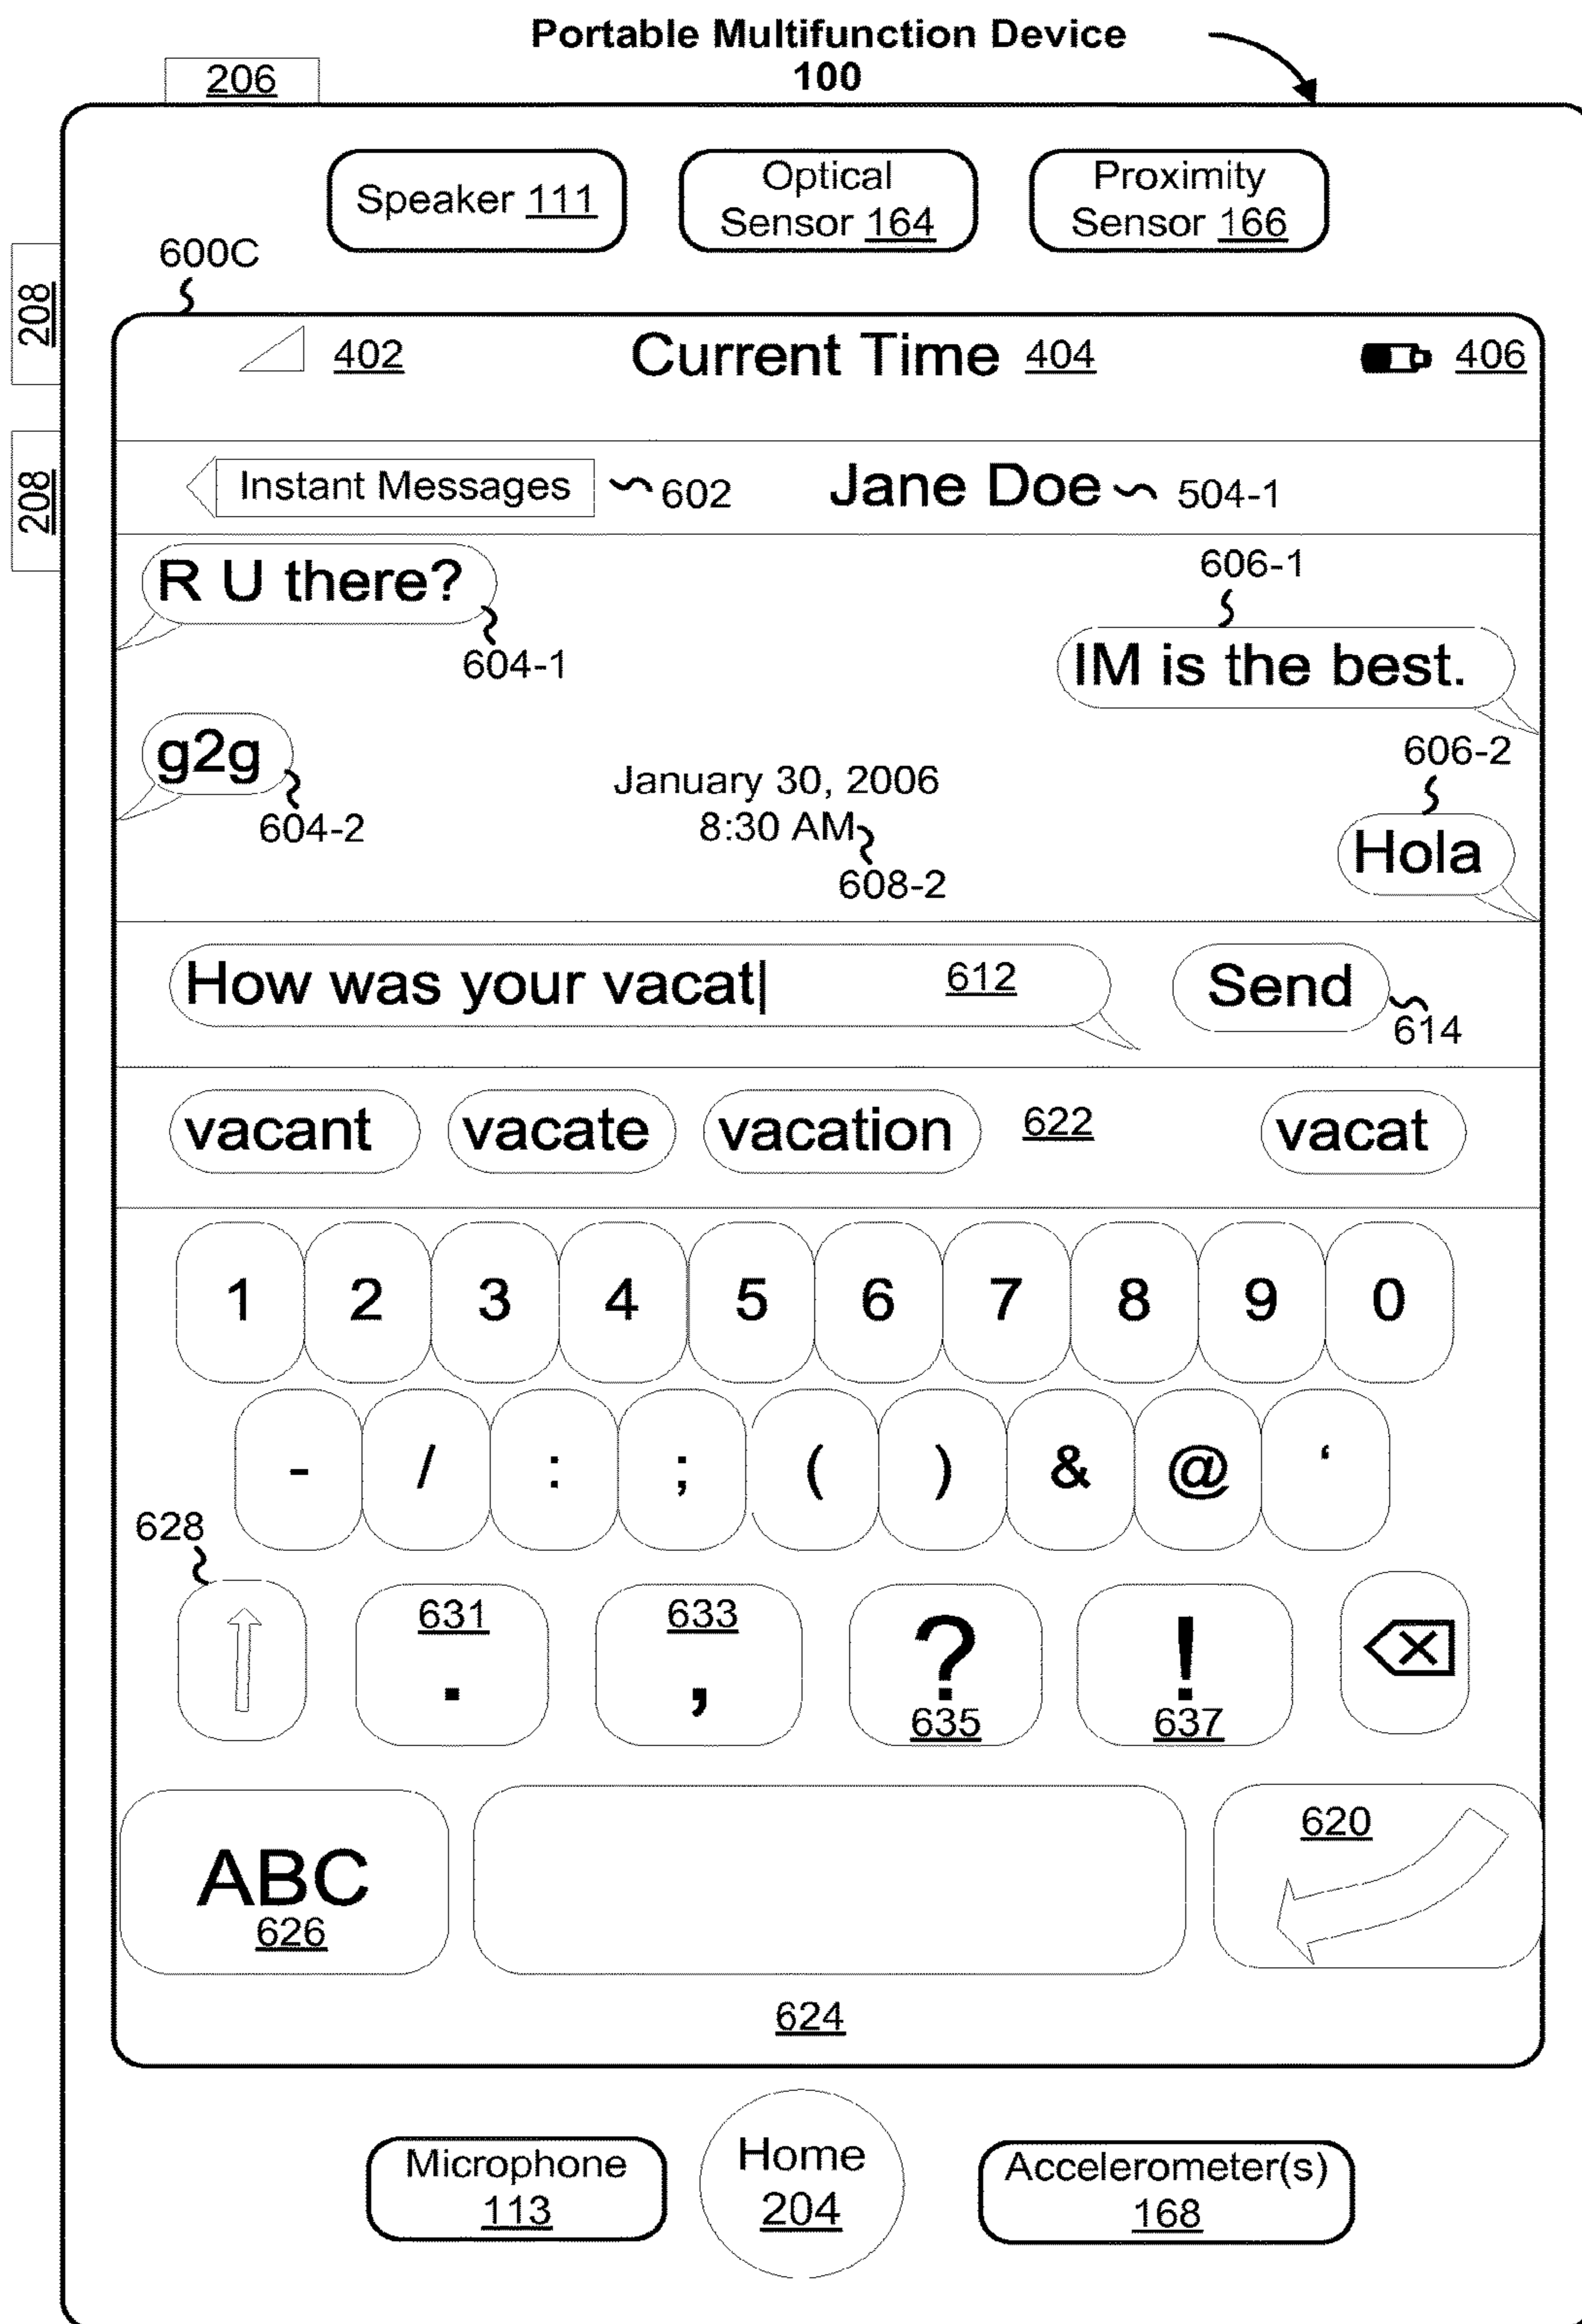 Portable Multifunction Device
100
206
Speaker 111
Optical
Sensor 164
Proximity
Sensor 166
600C
208
208
402
Current Time 404
406
Instant Messages
602
Jane Doe
504-1
R U there?
604-1
606-1
IM is the best.
g2g
604-2
January 30, 2006
8:30 AM
608-2
606-2
Hola
How was your vacat|
612
Send
614
vacant
vacate
vacation
622
vacat
1 2 3 4 5 6 7 8 9 0
- / : ; ( ) & @ ‘
628
631
.
633
,
?
635
!
637
ABC
626
620
624
Microphone
113
Home
204
Accelerometer(s)
168